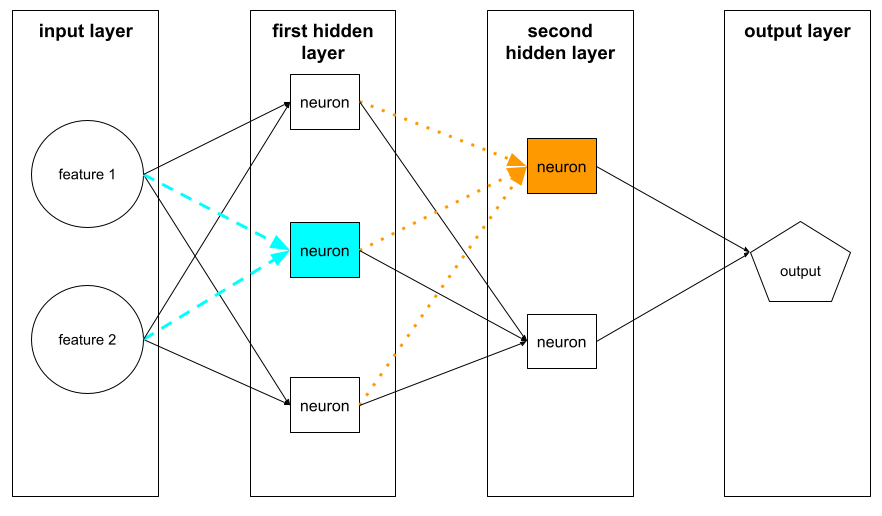 input layer
first hidden
layer
second
hidden layer
output layer
feature 1
feature 2
neuron
neuron
neuron
neuron
neuron
output